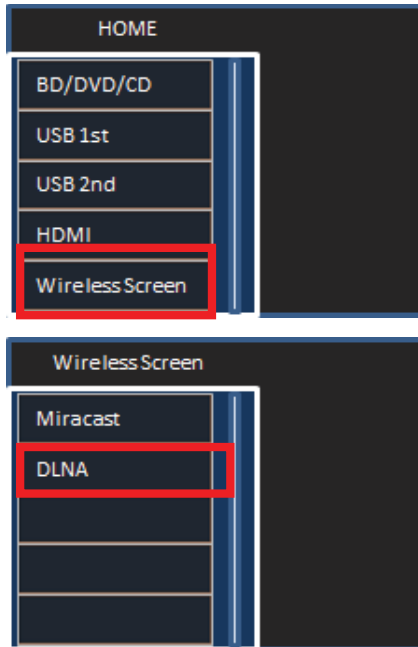 HOME
BD/DVD/CD
USB 1st
USB 2nd
HDMI
Wireless Screen
Wireless Screen
Miracast
DLNA